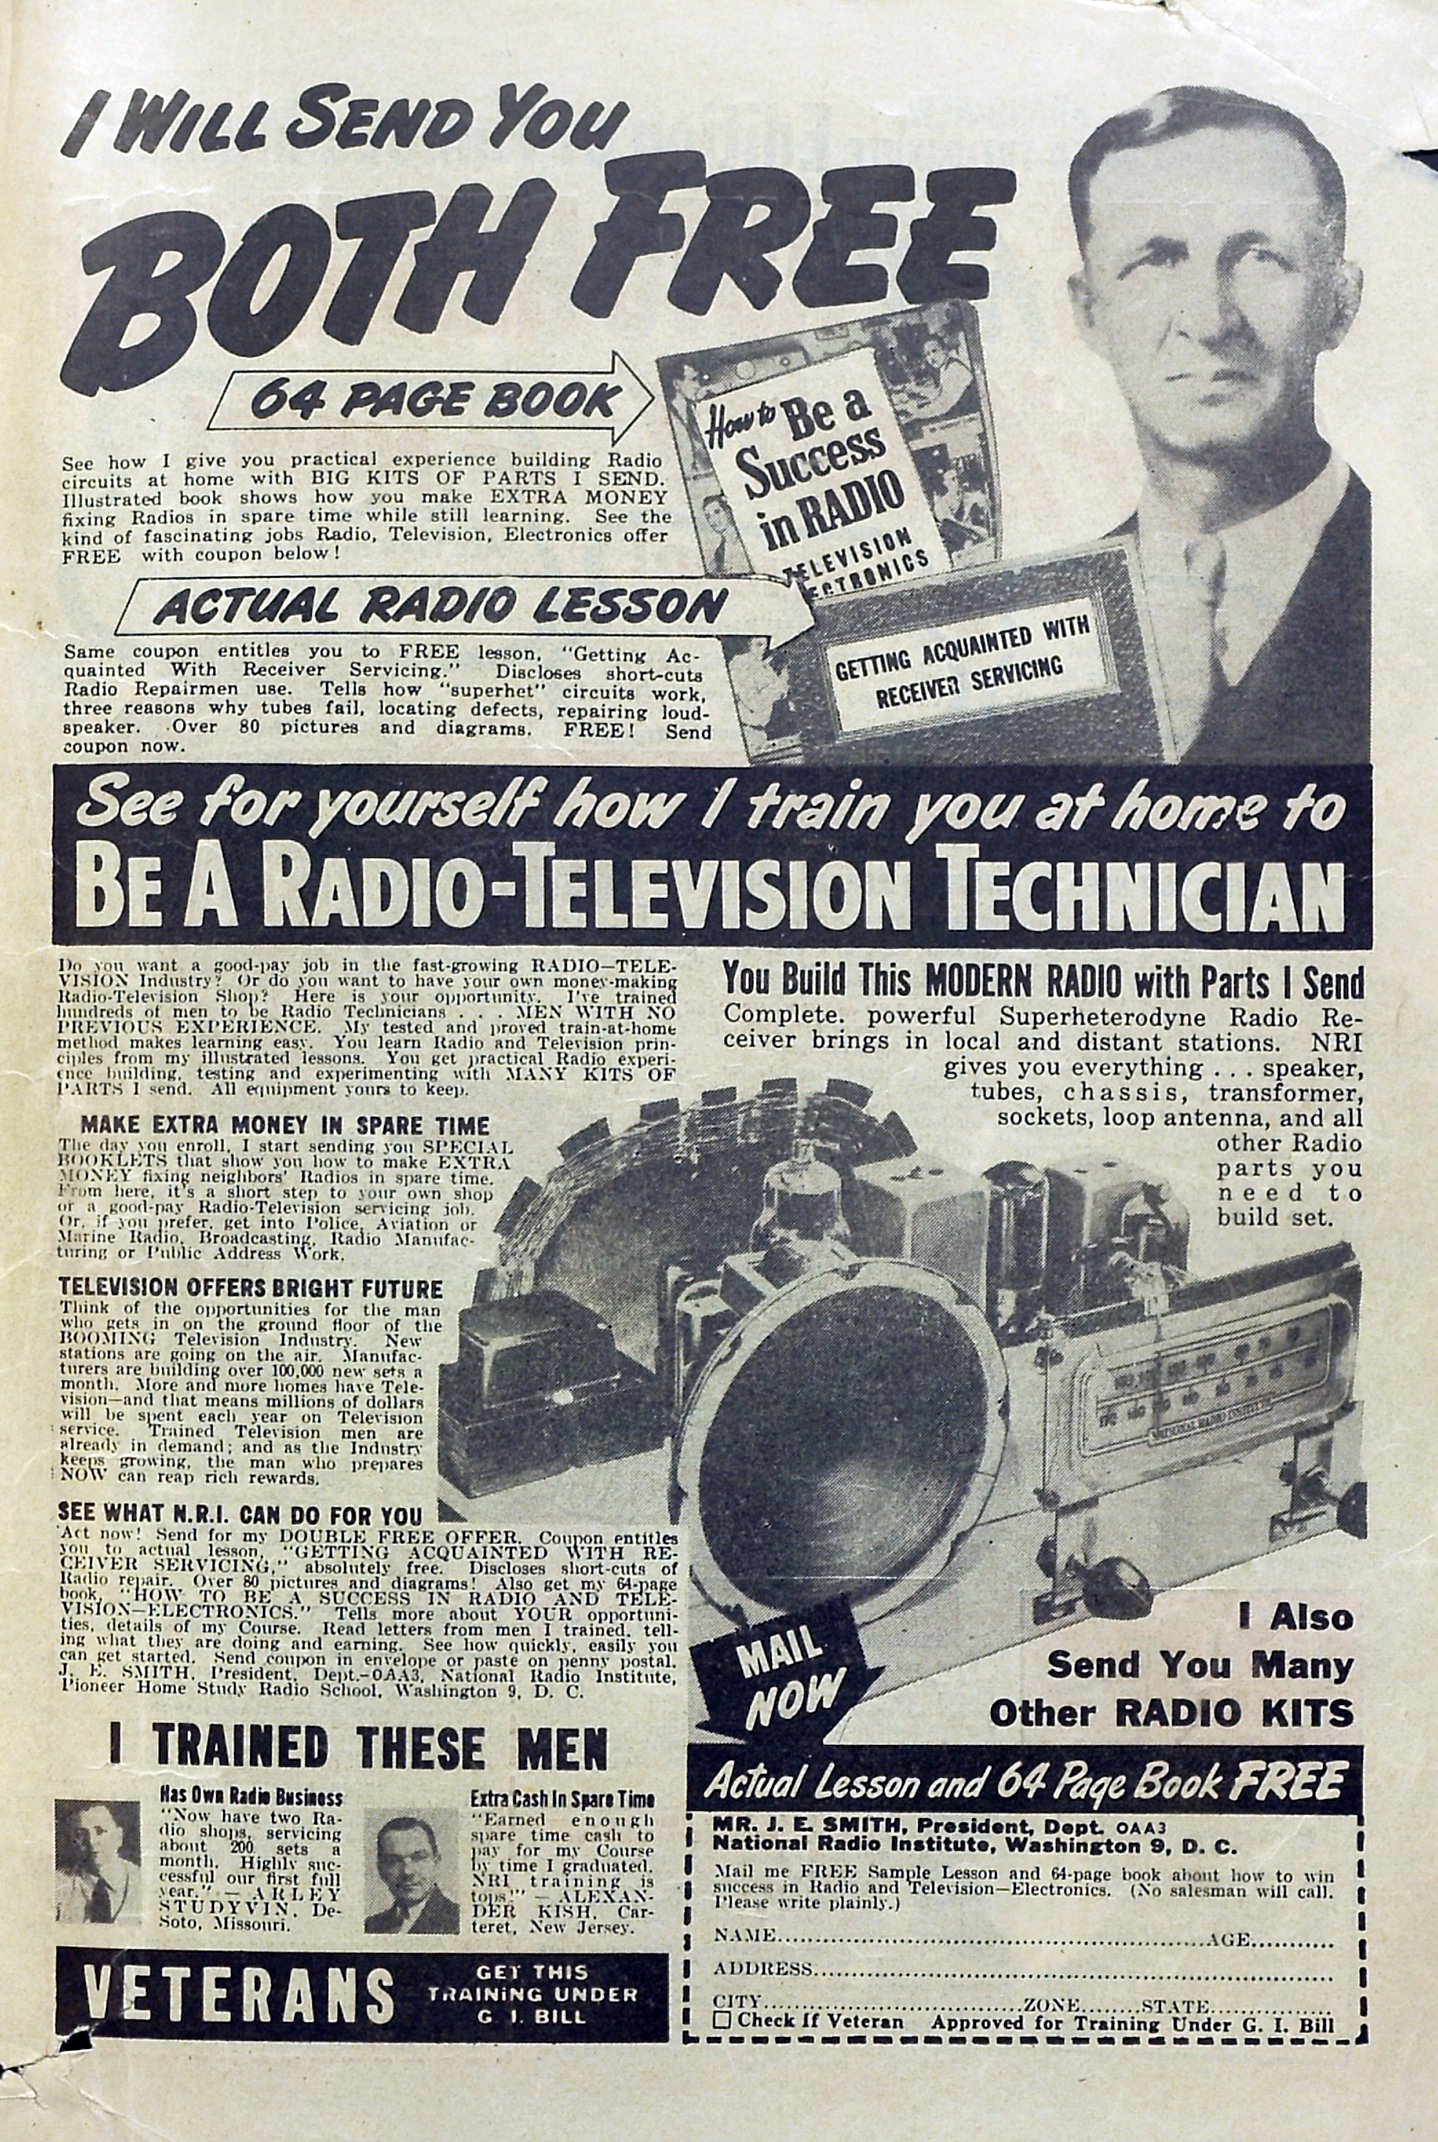 I WILL SEND YOU
BOTH FREE
64 PAGE BOOK
See how I give you practical experience building Radio
circuits at home with BIG KITS OF PARTS I SEND.
Illustrated book shows how you make EXTRA MONEY
fixing Radios in spare time while still learning. See the
kind of fascinating jobs Radio, Television, Electronics offer
FREE with coupon below!
How to Be a
Success
in RADIO
TELEVISION
ECTRONICS
ACTUAL RADIO LESSON
Same coupon entitles you to FREE lesson, "Getting Ac-
quainted With Receiver Servicing." Discloses short-cuts
Radio Repairmen use. Tells how "superhet" circuits work,
three reasons why tubes fail, locating defects, repairing loud-
speaker. Over 80 pictures and diagrams. FREE! Send
coupon now.
GETTING ACQUAINTED WITH
RECEIVER SERVICING
See for yourself how I train you at home to
BE A RADIO-TELEVISION TECHNICIAN
Do you want a good-pay job in the fast-growing RADIO—TELE-
VISION Industry? Or do you want to have your own money-making
Radio-Television Shop? Here is your opportunity. I've trained
hundreds of men to be Radio Technicians . . . MEN WITH NO
PREVIOUS EXPERIENCE. My tested and proved train-at-home
method makes learning easy. You learn Radio and Television prin-
ciples from my illustrated lessons. You get practical Radio experi-
ence building, testing and experimenting with MANY KITS OF
PARTS I send. All equipment yours to keep.
MAKE EXTRA MONEY IN SPARE TIME
The day you enroll, I start sending you SPECIAL
BOOKLETS that show you how to make EXTRA
MONEY fixing neighbors' Radios in spare time.
From here, it's a short step to your own shop
or a good-pay Radio-Television servicing job.
Or, if you prefer, get into Police, Aviation or
Marine Radio, Broadcasting, Radio Manufac-
turing or Public Address Work.
TELEVISION OFFERS BRIGHT FUTURE
Think of the opportunities for the man
who gets in on the ground floor of the
BOOMING Television Industry. New
stations are going on the air. Manufac-
turers are building over 100,000 new sets a
month. More and more homes have Tele-
vision—and that means millions of dollars
will be spent each year on Television
service. Trained Television men are
already in demand; and as the Industry
keeps growing, the man who prepares
NOW can reap rich rewards.
SEE WHAT N.R.I. CAN DO FOR YOU
Act now! Send for my DOUBLE FREE OFFER. Coupon entitles
you to actual lesson, "GETTING ACQUAINTED WITH RE-
CEIVER SERVICING," absolutely free. Discloses short-cuts of
Radio repair. Over 80 pictures and diagrams! Also get my 64-page
book, "HOW TO BE A SUCCESS IN RADIO AND TELE-
VISION—ELECTRONICS." Tells more about YOUR opportuni-
ties, details of my Course. Read letters from men I trained, tell-
ing what they are doing and earning. See how quickly, easily you
can get started. Send coupon in envelope or paste on penny postal.
J. E. SMITH, President, Dept.-OAA3, National Radio Institute,
Pioneer Home Study Radio School, Washington 9, D. C.
You Build This MODERN RADIO with Parts I Send
Complete. powerful Superheterodyne Radio Re-
ceiver brings in local and distant stations. NRI
gives you everything . . . speaker,
tubes, chassis, transformer,
sockets, loop antenna, and all
other Radio
parts you
need to
build set.
NATIONAL RADIO INSTITUTE
I Also
Send You Many
Other RADIO KITS
MAIL
NOW
I TRAINED THESE MEN
Has Own Radio Business
"Now have two Ra-
dio shops, servicing
about 200 sets a
month. Highly suc-
cessful our first full
year." — ARLEY
STUDYVIN, De-
Soto, Missouri.
Extra Cash In Spare Time
"Earned enough
spare time cash to
pay for my Course
by time I graduated.
NRI training is
tops!" — ALEXAN-
DER KISH, Car-
teret, New Jersey.
VETERANS
GET THIS
TRAINING UNDER
G I. BILL
Actual Lesson and 64 Page Book FREE
MR. J. E. SMITH, President, Dept. OAA3
National Radio Institute, Washington 9, D. C.
Mail me FREE Sample Lesson and 64-page book about how to win
success in Radio and Television—Electronics. (No salesman will call.
Please write plainly.)
NAME....................AGE..........
ADDRESS....................
CITY....................ZONE........STATE...............
☐ Check If Veteran Approved for Training Under G. I. Bill